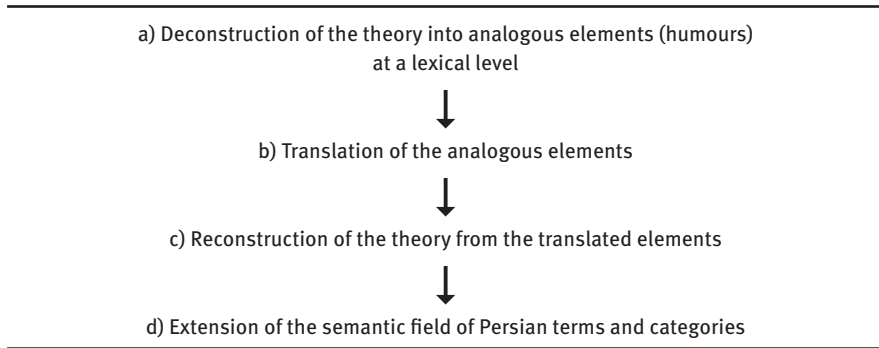 a) Deconstruction of the theory into analogous elements (humours)
at a lexical level
b) Translation of the analogous elements
c) Reconstruction of the theory from the translated elements
d) Extension of the semantic field of Persian terms and categories